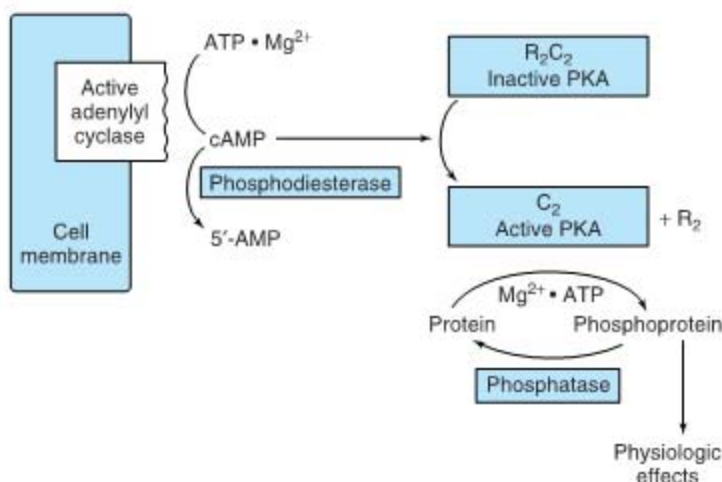 ATP • Mg²⁺
Active
adenylyl
cyclase
cAMP
Phosphodiesterase
5′-AMP
Cell
membrane
R₂C₂
Inactive PKA
C₂
Active PKA
+ R₂
Mg²⁺ • ATP
Protein
Phosphoprotein
Phosphatase
Physiologic
effects